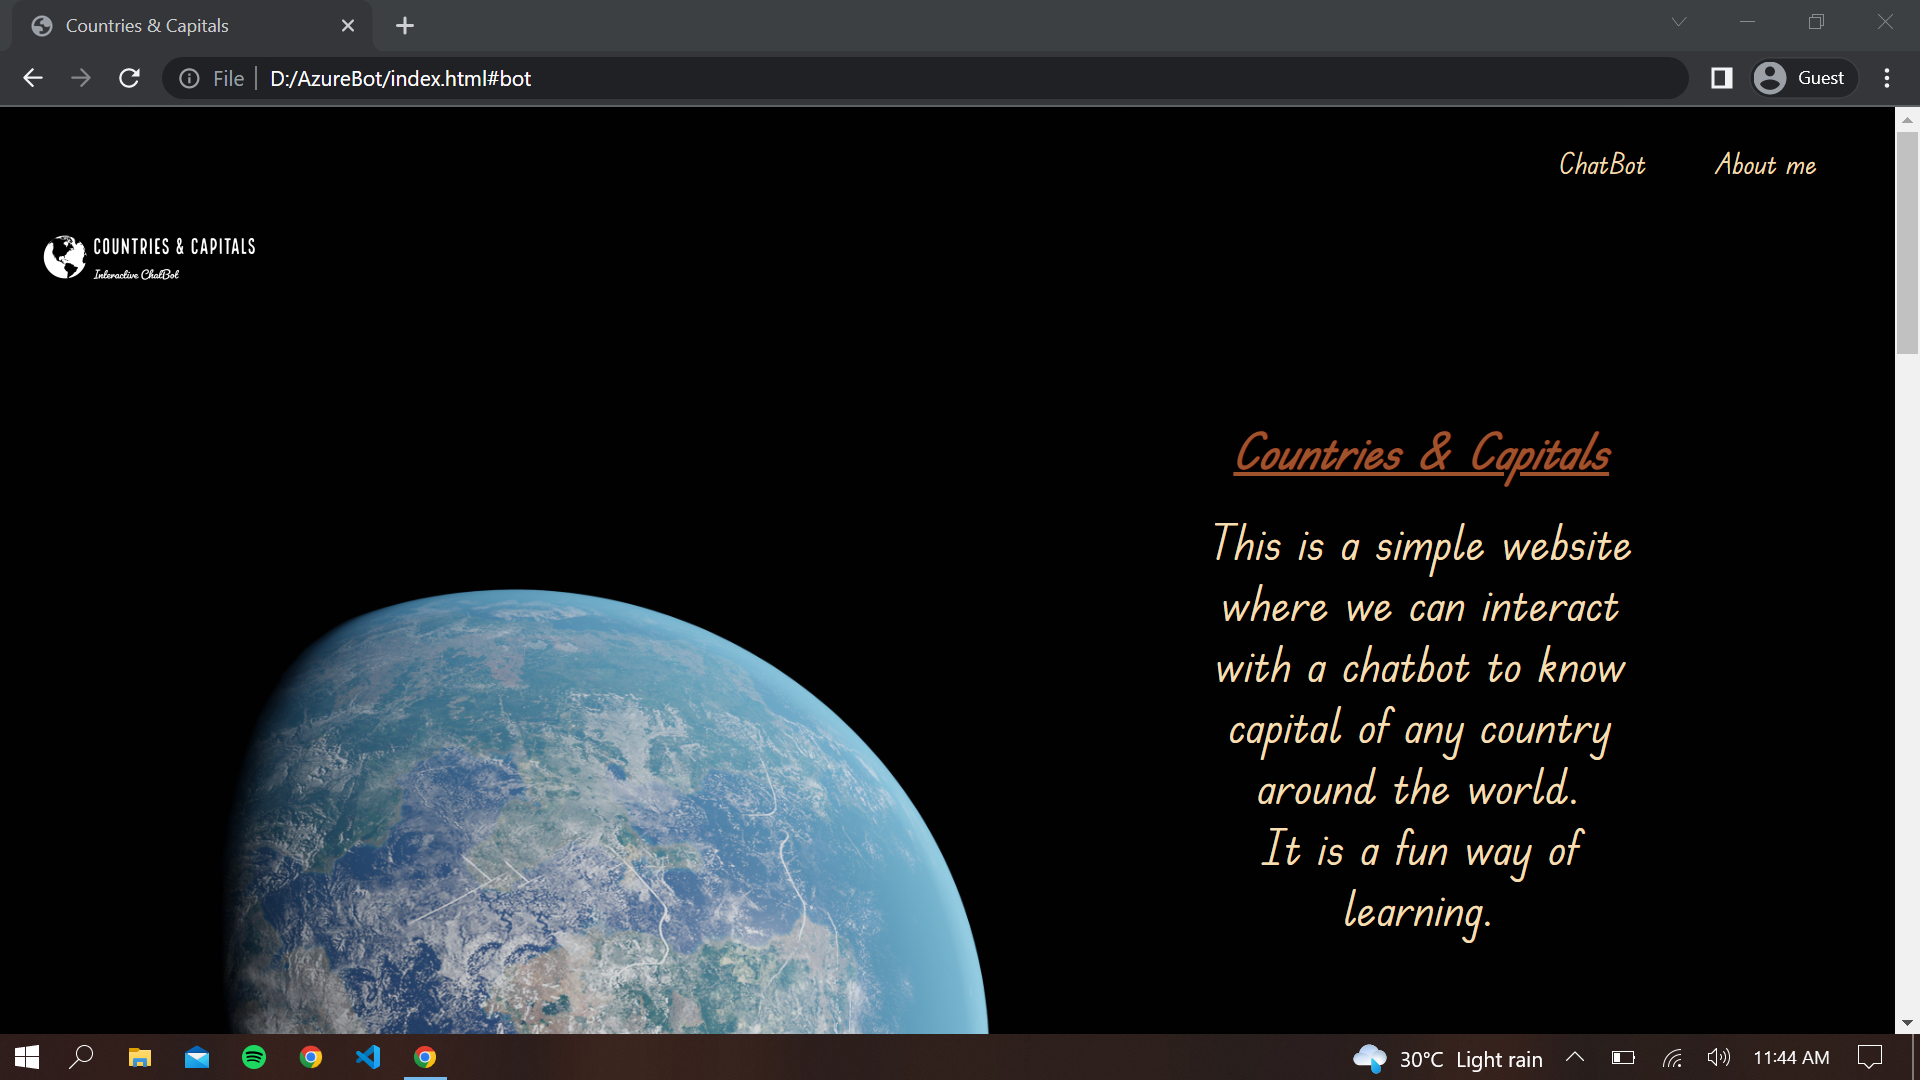 Countries & Capitals
File
D:/AzureBot/index.html#bot
Guest
ChatBot
About me
COUNTRIES & CAPITALS
Interactive ChatBot
Countries & Capitals
This is a simple website
where we can interact
with a chatbot to know
capital of any country
around the world.
It is a fun way of
learning.
30°C Light rain
11:44 AM